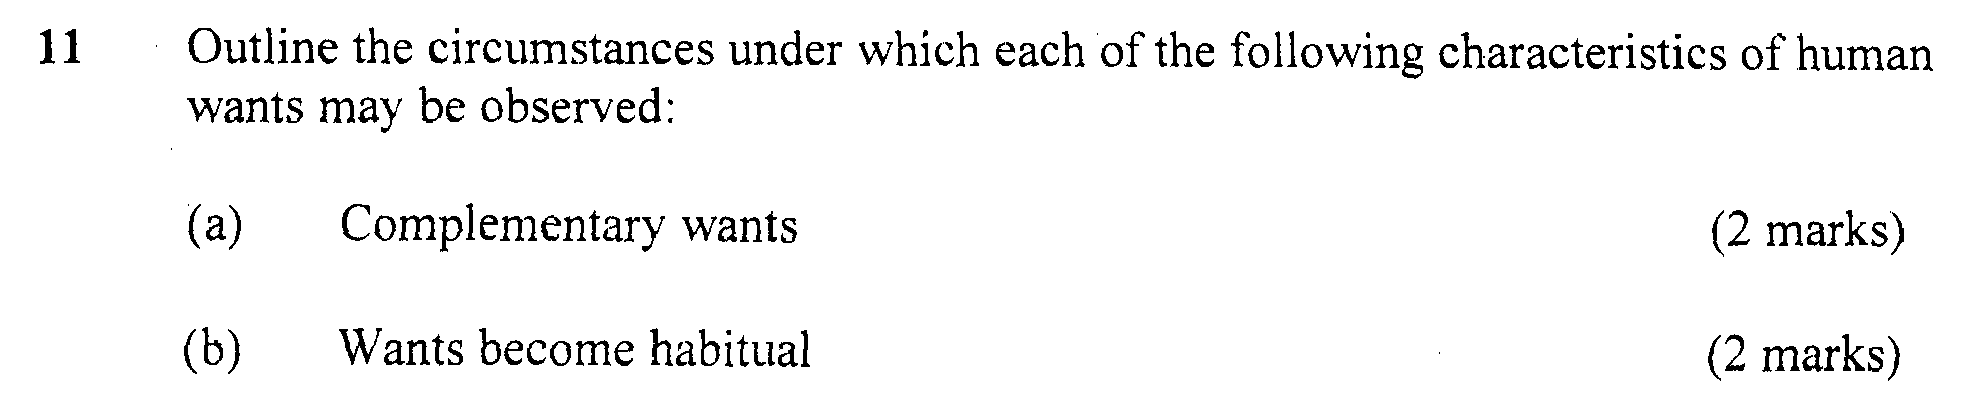 11 Outline the circumstances under which each of the following characteristics of human
wants may be observed:
(a) Complementary wants (2 marks)
(b) Wants become habitual (2 marks)